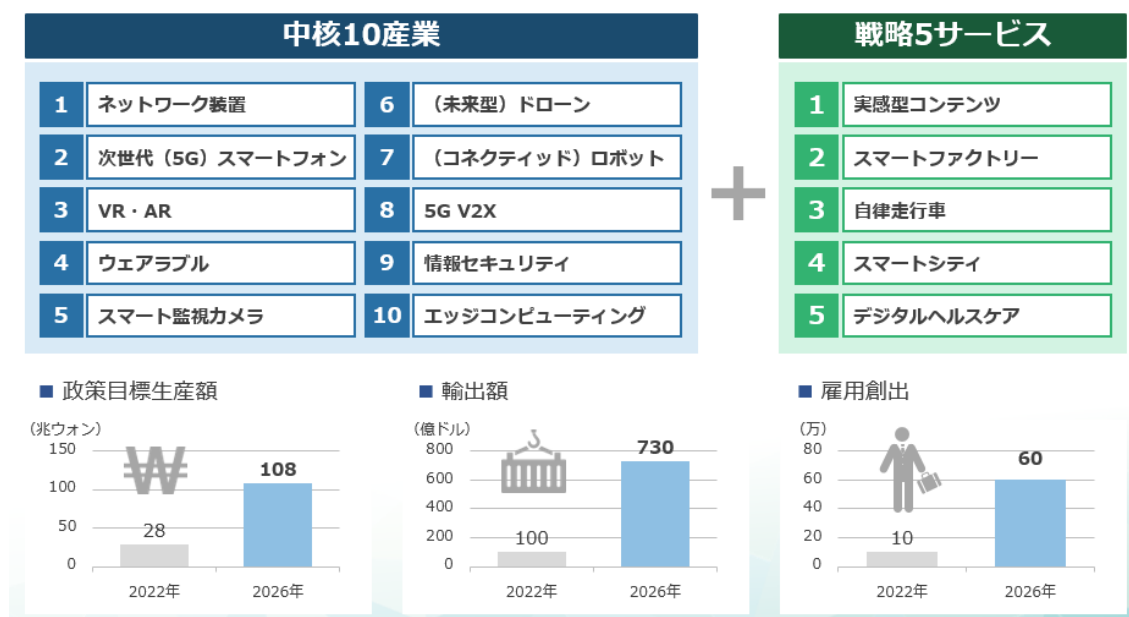 中核10産業
1 ネットワーク装置
2 次世代（5G）スマートフォン
3 VR・AR
4 ウェアラブル
5 スマート監視カメラ
6 （未来型）ドローン
7 （コネクティッド）ロボット
8 5G V2X
9 情報セキュリティ
10 エッジコンピューティング
+
戦略5サービス
1 実感型コンテンツ
2 スマートファクトリー
3 自律走行車
4 スマートシティ
5 デジタルヘルスケア
■ 政策目標生産額
（兆ウォン）
150
100
50
0
₩
28
108
2022年 2026年
■ 輸出額
（億ドル）
800
600
400
200
0
100
730
2022年 2026年
■ 雇用創出
（万）
80
60
40
20
0
10
60
2022年 2026年